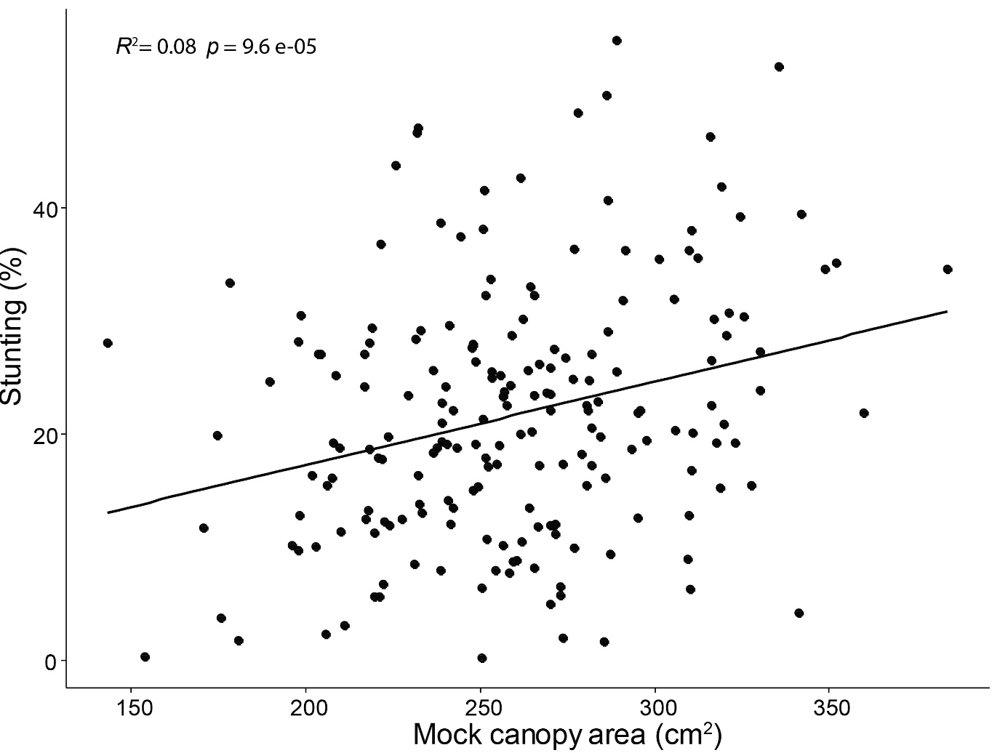 R²= 0.08 p = 9.6 e-05
40
20
0
Stunting (%)
150 200 250 300 350
Mock canopy area (cm²)